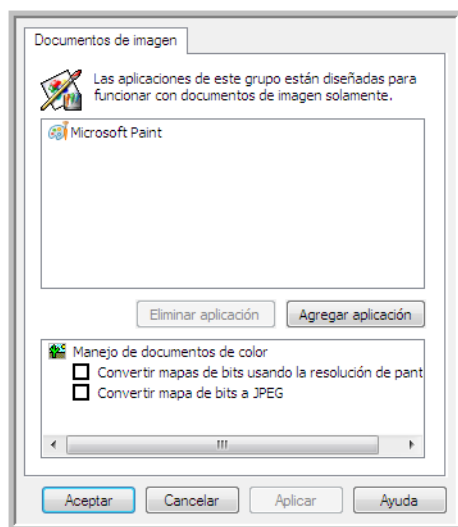 Documentos de imagen
Las aplicaciones de este grupo están diseñadas para
funcionar con documentos de imagen solamente.
Microsoft Paint
Eliminar aplicación Agregar aplicación
Manejo de documentos de color
Convertir mapas de bits usando la resolución de pant
Convertir mapa de bits a JPEG
Aceptar Cancelar Aplicar Ayuda